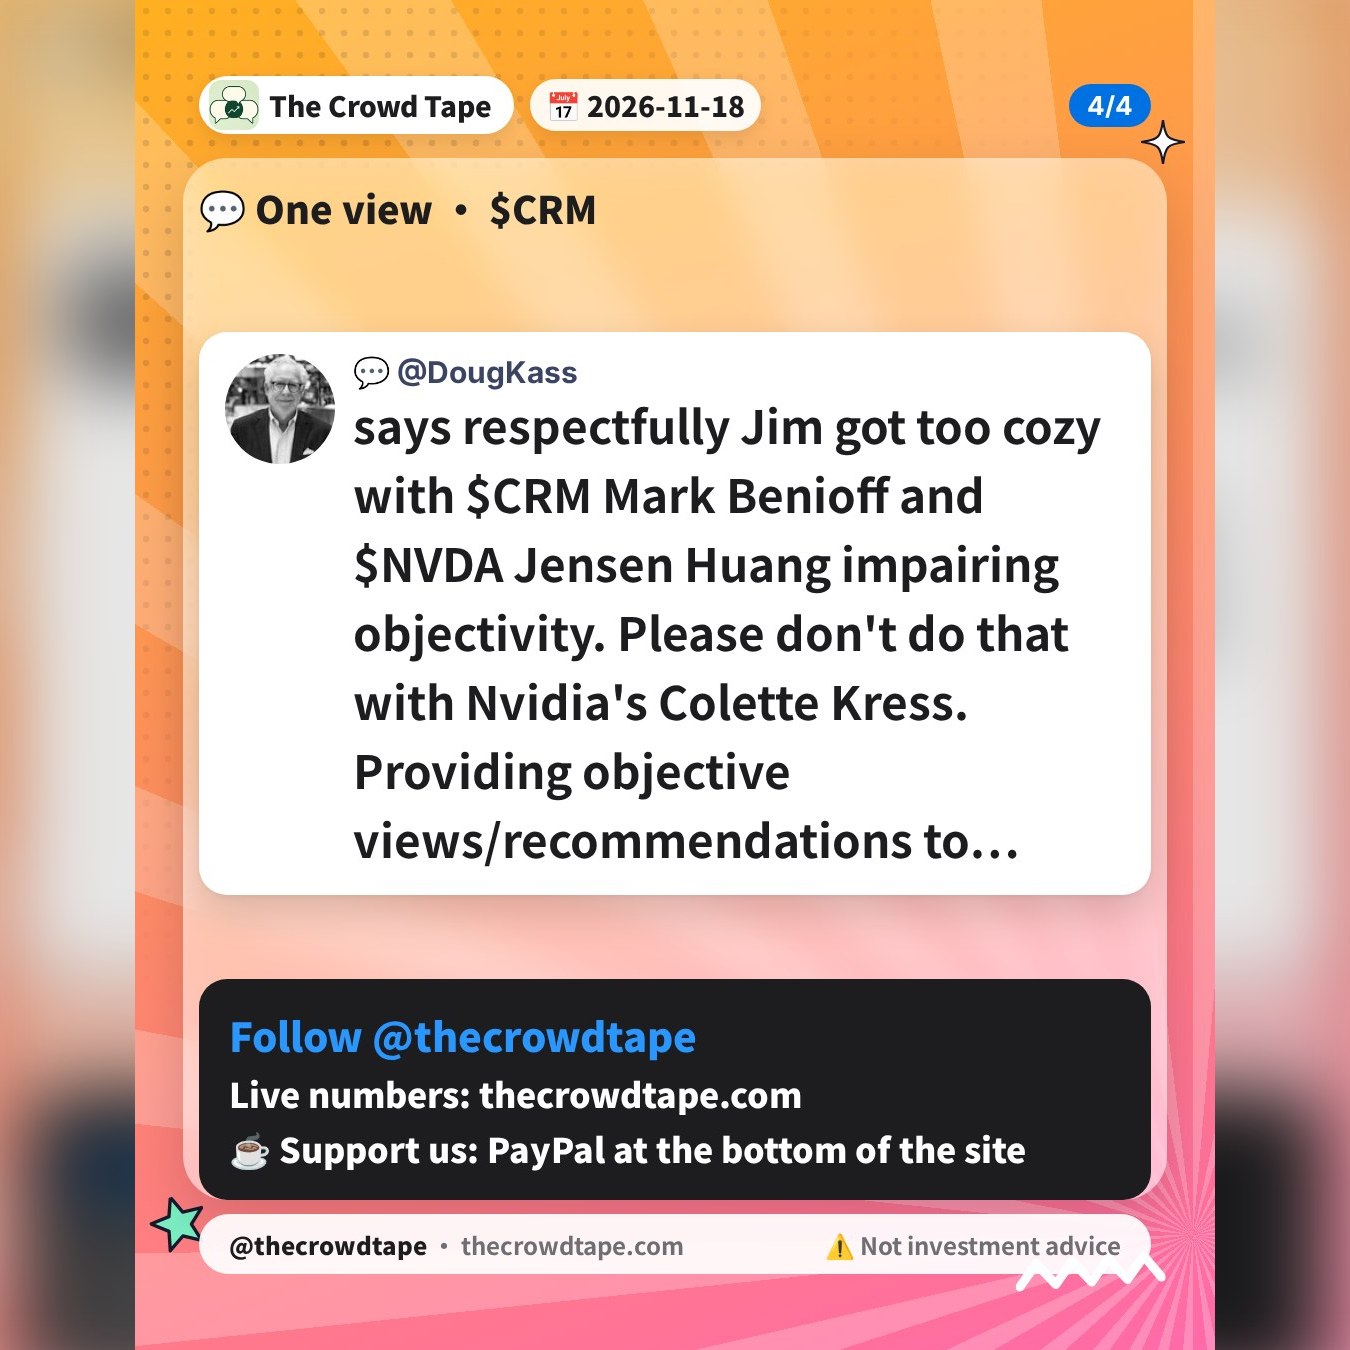 The Crowd Tape
2026-11-18
4/4
One view • $CRM
@DougKass
says respectfully Jim got too cozy
with $CRM Mark Benioff and
$NVDA Jensen Huang impairing
objectivity. Please don't do that
with Nvidia's Colette Kress.
Providing objective
views/recommendations to…
Follow @thecrowdtape
Live numbers: thecrowdtape.com
☕ Support us: PayPal at the bottom of the site
@thecrowdtape • thecrowdtape.com
⚠️ Not investment advice